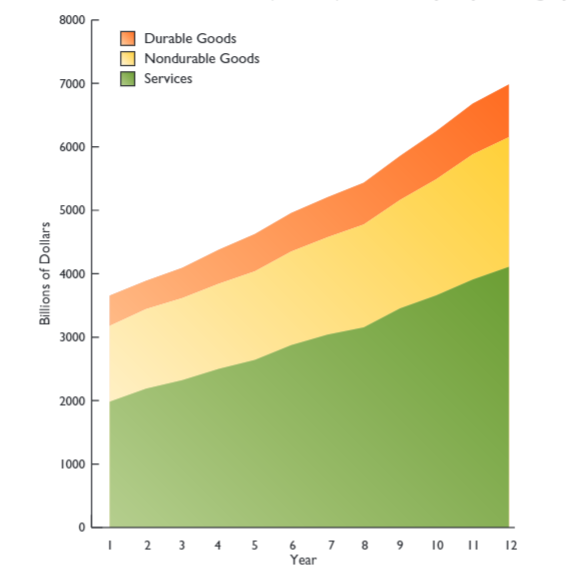 8000
7000
6000
5000
4000
3000
2000
1000
0
Billions of Dollars
Durable Goods
Nondurable Goods
Services
1 2 3 4 5 6 7 8 9 10 11 12
Year